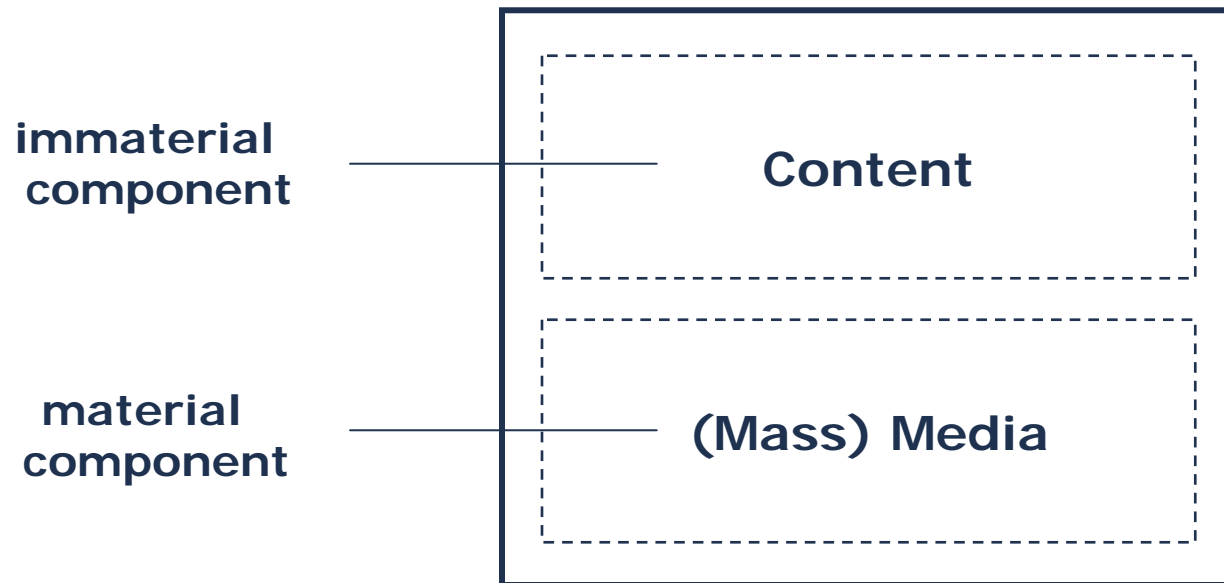 immaterial
component
Content
material
component
(Mass) Media